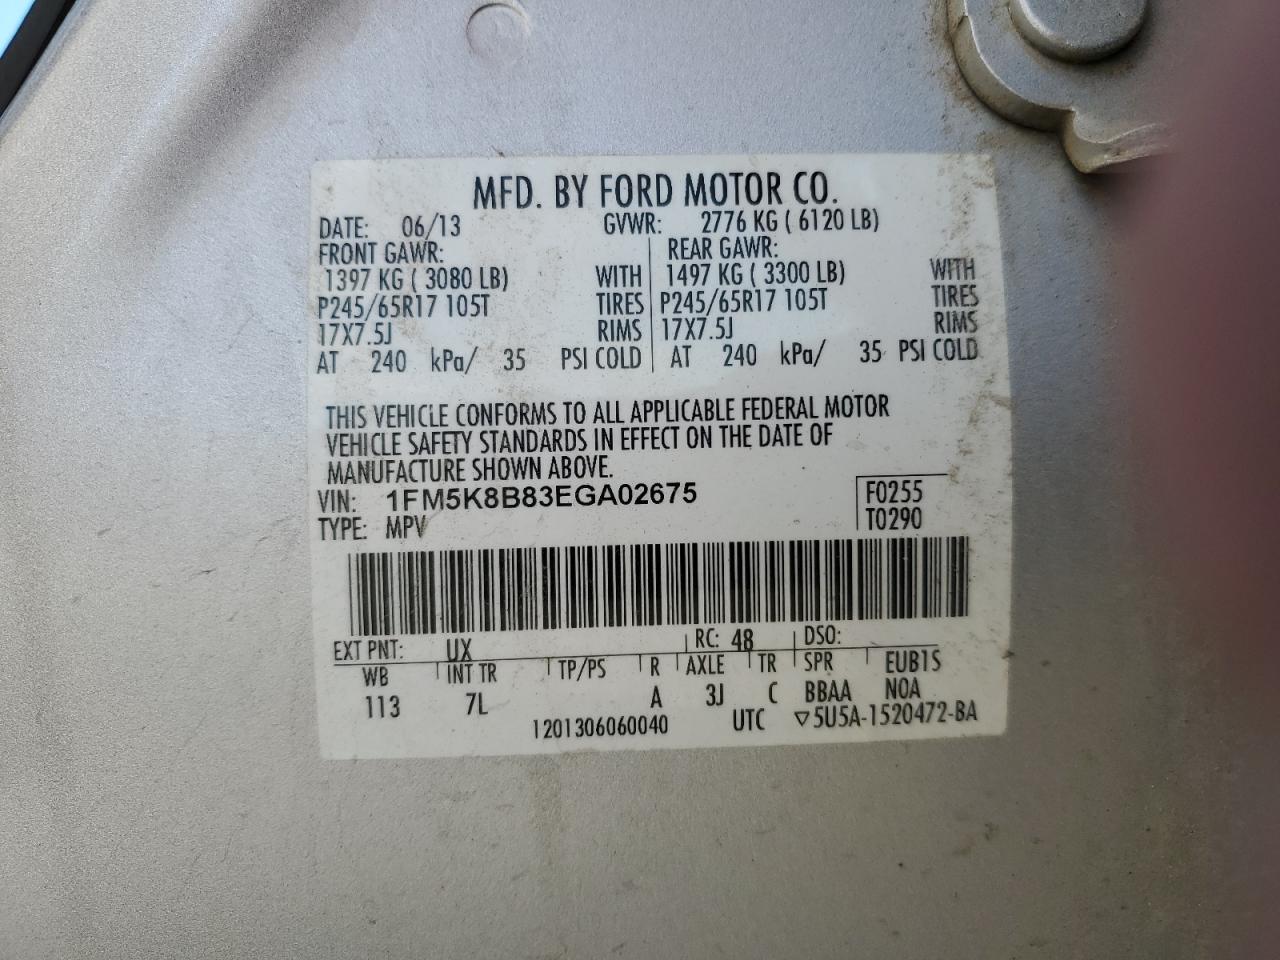 MFD. BY FORD MOTOR CO.
DATE: 06/13 GVWR: 2776 KG ( 6120 LB)
FRONT GAWR: REAR GAWR:
1397 KG ( 3080 LB) WITH 1497 KG ( 3300 LB) WITH
P245/65R17 105T TIRES P245/65R17 105T TIRES
17X7.5J RIMS 17X7.5J RIMS
AT 240 kPa/ 35 PSI COLD AT 240 kPa/ 35 PSI COLD
THIS VEHICLE CONFORMS TO ALL APPLICABLE FEDERAL MOTOR
VEHICLE SAFETY STANDARDS IN EFFECT ON THE DATE OF
MANUFACTURE SHOWN ABOVE.
VIN: 1FM5K8B83EGA02675 F0255
TYPE: MPV T0290
EXT PNT: UX RC: 48 DSO:
WB INT TR TP/PS R AXLE TR SPR EUB1S
113 7L A 3J C BBAA NOA
1201306060040 UTC ▽5U5A-1520472-BA